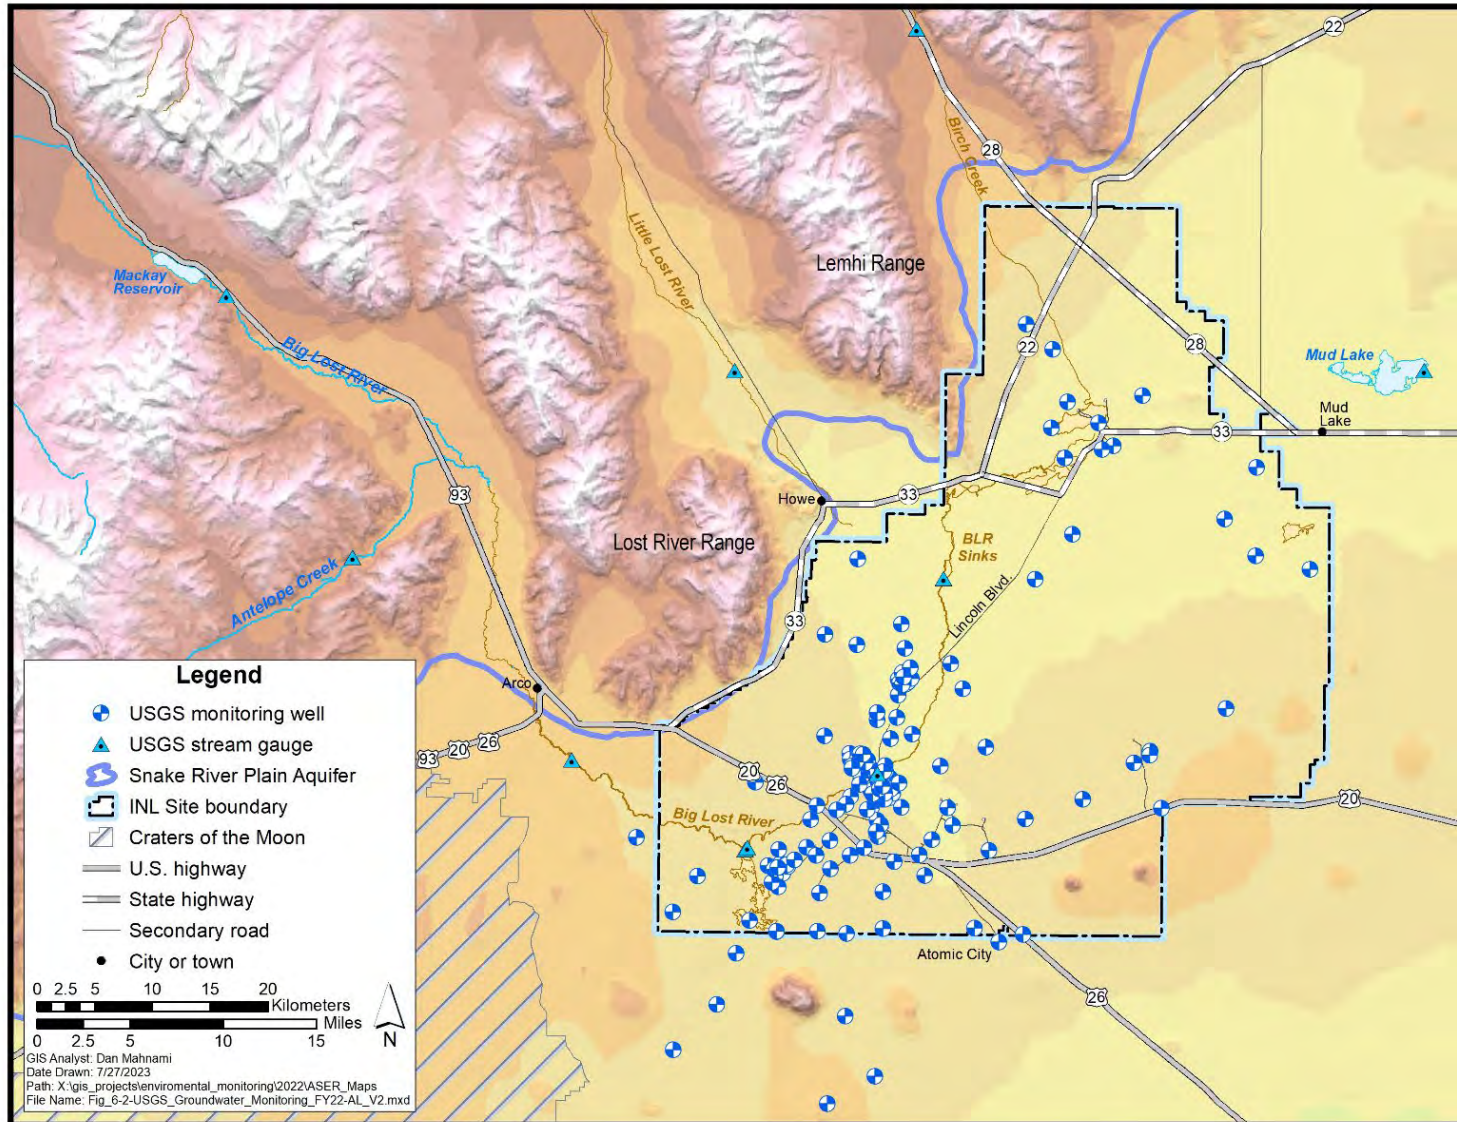 22
28
Birch Creek
Little Lost River
Lemhi Range
Mackay
Reservoir
Big Lost River
22
28
Mud Lake
Mud
Lake
33
93
Howe
33
Lost River Range
BLR
Sinks
Antelope Creek
Lincoln Blvd.
33
Arco
93
20
26
20
26
20
Big Lost River
Atomic City
26
Legend
USGS monitoring well
USGS stream gauge
Snake River Plain Aquifer
INL Site boundary
Craters of the Moon
U.S. highway
State highway
Secondary road
City or town
0 2.5 5 10 15 20
Kilometers
Miles
0 2.5 5 10 15
N
GIS Analyst: Dan Mahnami
Date Drawn: 7/27/2023
Path: X:\gis_projects\enviromental_monitoring\2022\ASER_Maps
File Name: Fig_6-2-USGS_Groundwater_Monitoring_FY22-AL_V2.mxd